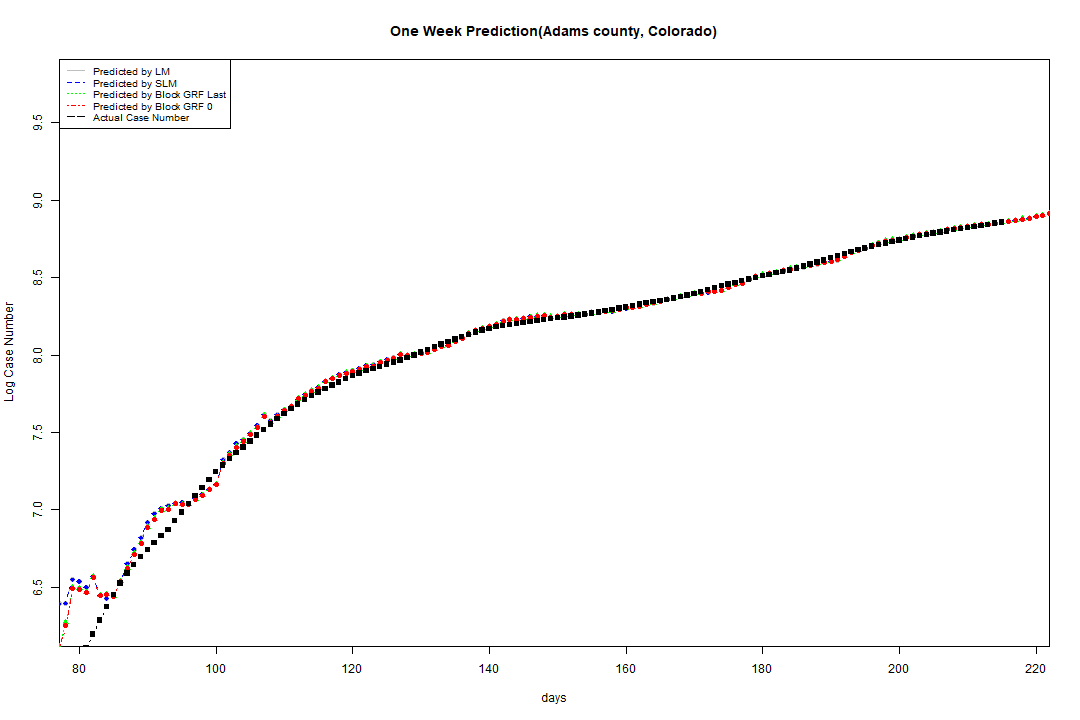 One Week Prediction(Adams county, Colorado)
Predicted by LM
Predicted by SLM
Predicted by Block GRF Last
Predicted by Block GRF 0
Actual Case Number
9.5
9.0
8.5
8.0
7.5
7.0
6.5
Log Case Number
80 100 120 140 160 180 200 220
days